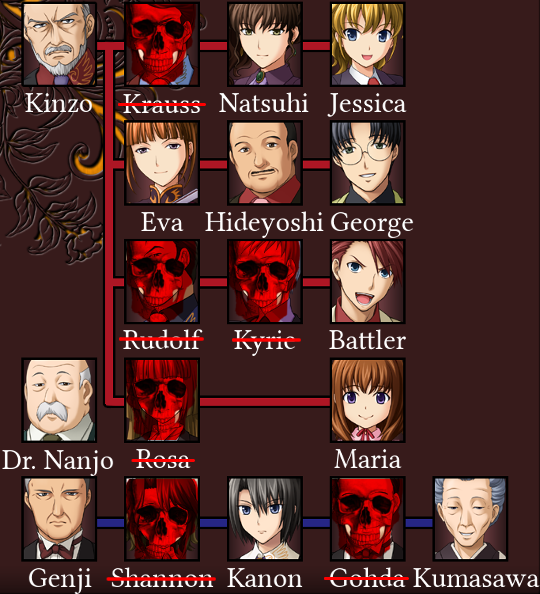 Kinzo Krauss Natsuhi Jessica
Eva Hideyoshi George
Rudolf Kyrie Battler
Dr. Nanjo Rosa Maria
Genji Shannon Kanon Gohda Kumasawa